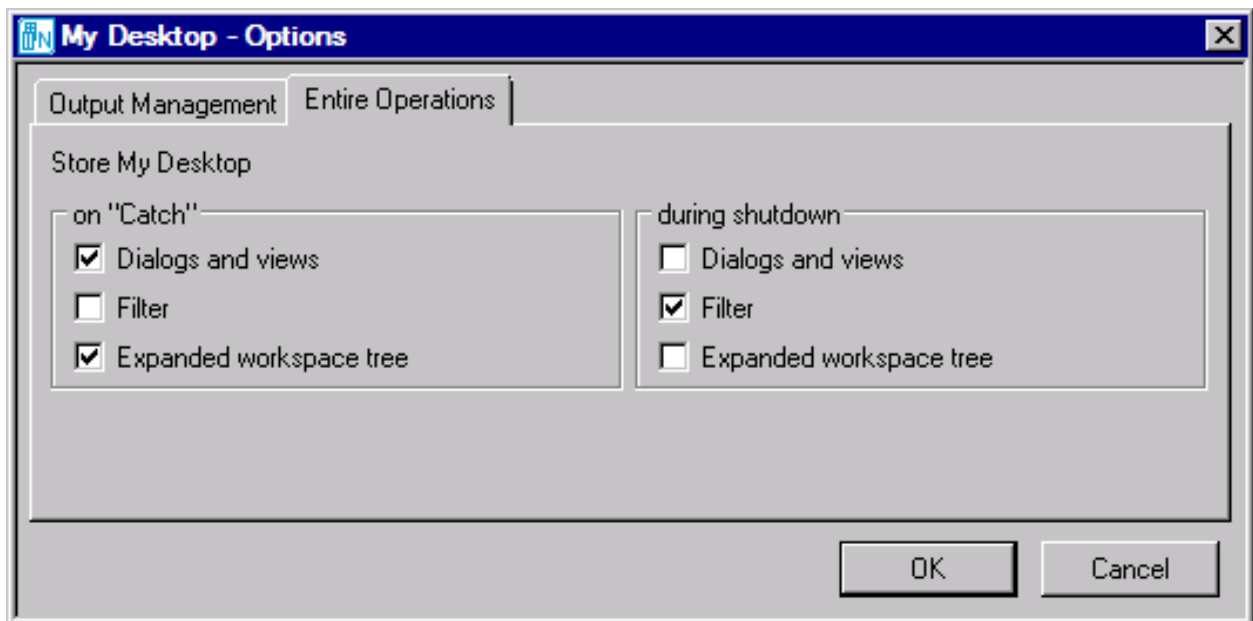 My Desktop - Options
Output Management
Entire Operations
Store My Desktop
on "Catch"
Dialogs and views
Filter
Expanded workspace tree
during shutdown
Dialogs and views
Filter
Expanded workspace tree
OK
Cancel